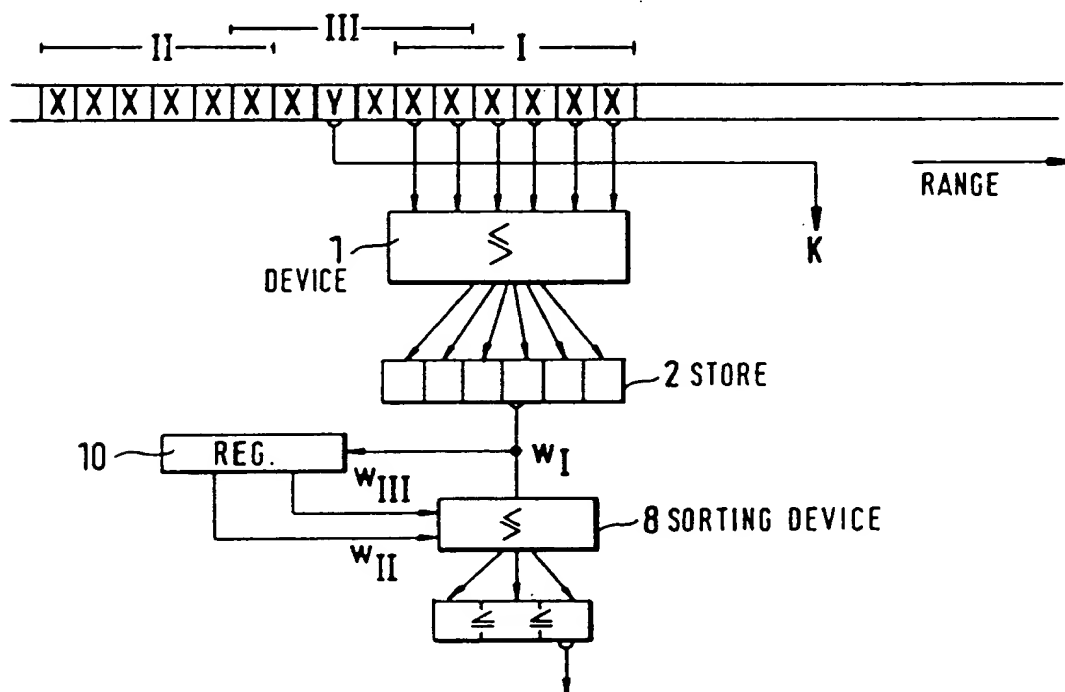 III
II I
X X X X X X X Y X X X X X X X
RANGE
K
1
DEVICE
≶
2 STORE
10 REG.
W_I
W_III
≶
8 SORTING DEVICE
W_II
≤ ≤